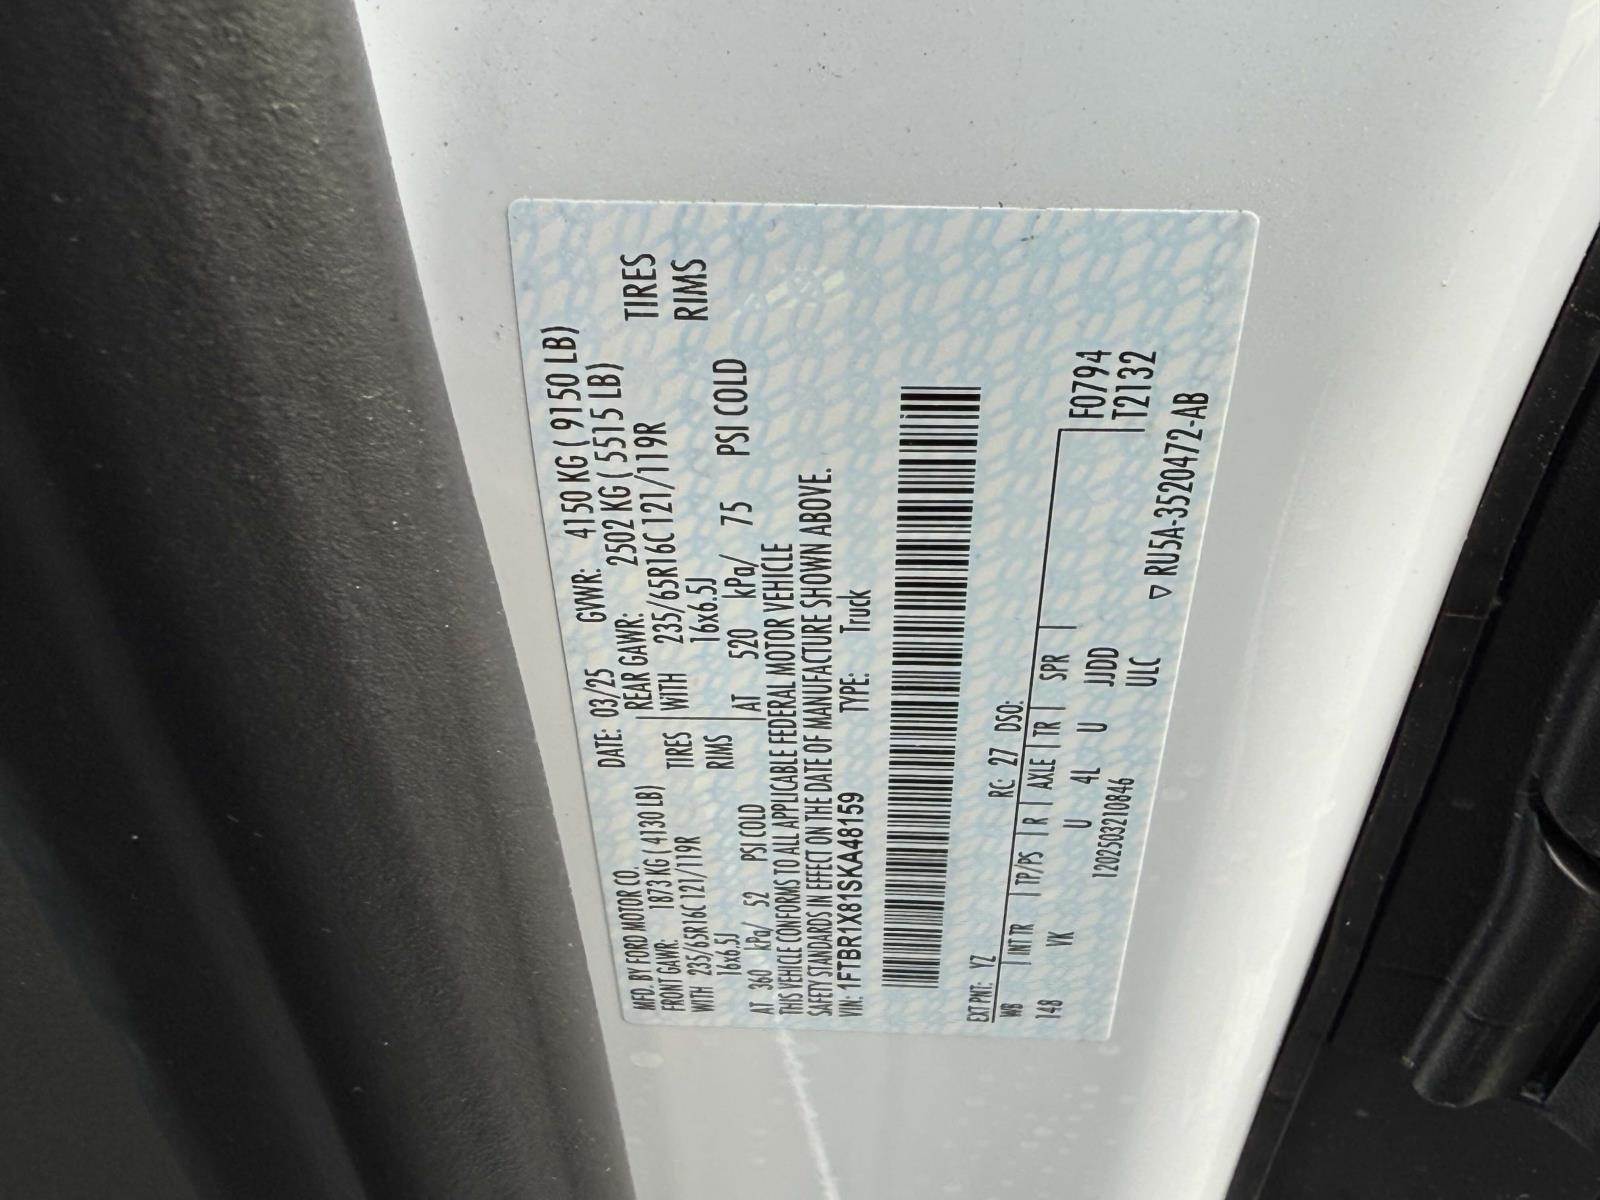 MFD. BY FORD MOTOR CO. DATE: 03/25 GVWR: 4150 KG ( 9150 LB)
FRONT GAWR: 1873 KG ( 4130 LB) REAR GAWR: 2502 KG ( 5515 LB)
WITH 235/65R16C 121/119R TIRES WITH 235/65R16C 121/119R TIRES
16x6.5J RIMS 16x6.5J RIMS
AT 360 kPa/ 52 PSI COLD AT 520 kPa/ 75 PSI COLD
THIS VEHICLE CONFORMS TO ALL APPLICABLE FEDERAL MOTOR VEHICLE
SAFETY STANDARDS IN EFFECT ON THE DATE OF MANUFACTURE SHOWN ABOVE.
VIN: 1FTBR1X81SKA48159 TYPE: Truck
EXT PNT: YZ RC: 27 DSO: F0794
WB INT TR TP/PS R AXLE TR SPR T2132
148 VK U 4L U JJDD
1202503210846 ULC
▽ RU5A-3520472-AB